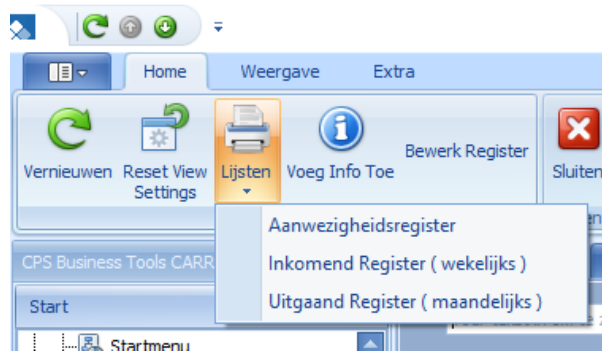 Home Weergave Extra
Vernieuwen Reset View Settings Lijsten Voeg Info Toe Bewerk Register Sluiten
Aanwezigheidsregister
CPS Business Tools CARR
Inkomend Register ( wekelijks )
Start
Uitgaand Register ( maandelijks )
Startmenu